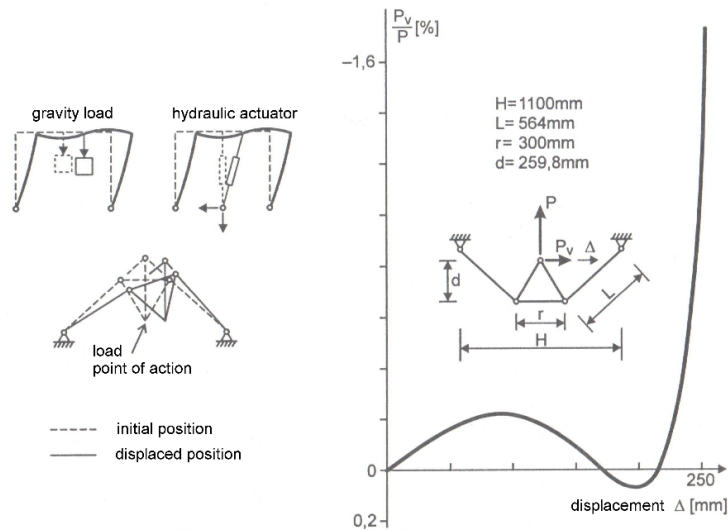 gravity load
hydraulic actuator
load
point of action
initial position
displaced position
Pv
P
[%]
–1,6
H=1100mm
L= 564mm
r= 300mm
d= 259,8mm
P
Pv
Δ
d
L
r
H
0
250
displacement Δ [mm]
0,2